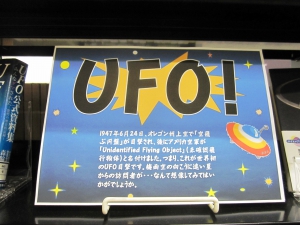 UFO!
1947年6月24日、オレゴン州上空で「空飛
ぶ円盤」が目撃され、後にアメリカ空軍が
「Unidentified Flying Object」（未確認飛
行物体）と名付けました。つまり、これが世界初
のUFO目撃です。
からの訪問者が・・・なんて想像してみてはい
かがでしょうか。